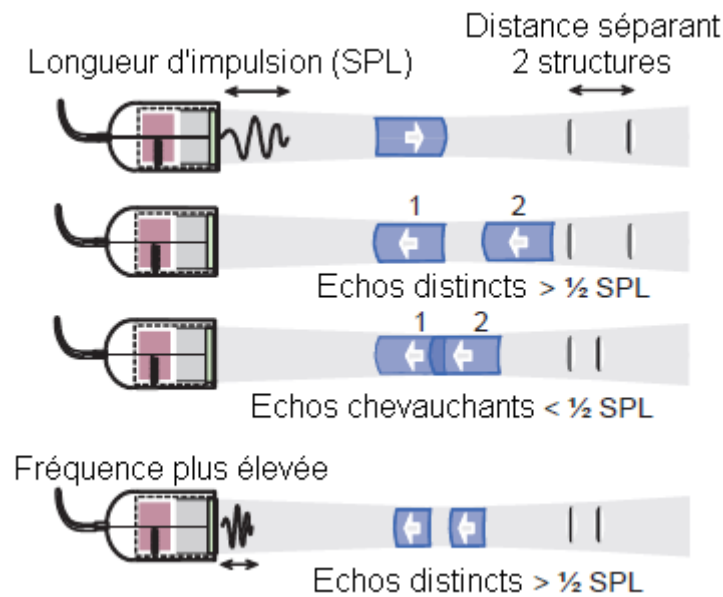 Distance séparant
2 structures
Longueur d'impulsion (SPL)
1 2
Echos distincts > ½ SPL
1 2
Echos chevauchants < ½ SPL
Fréquence plus élevée
Echos distincts > ½ SPL